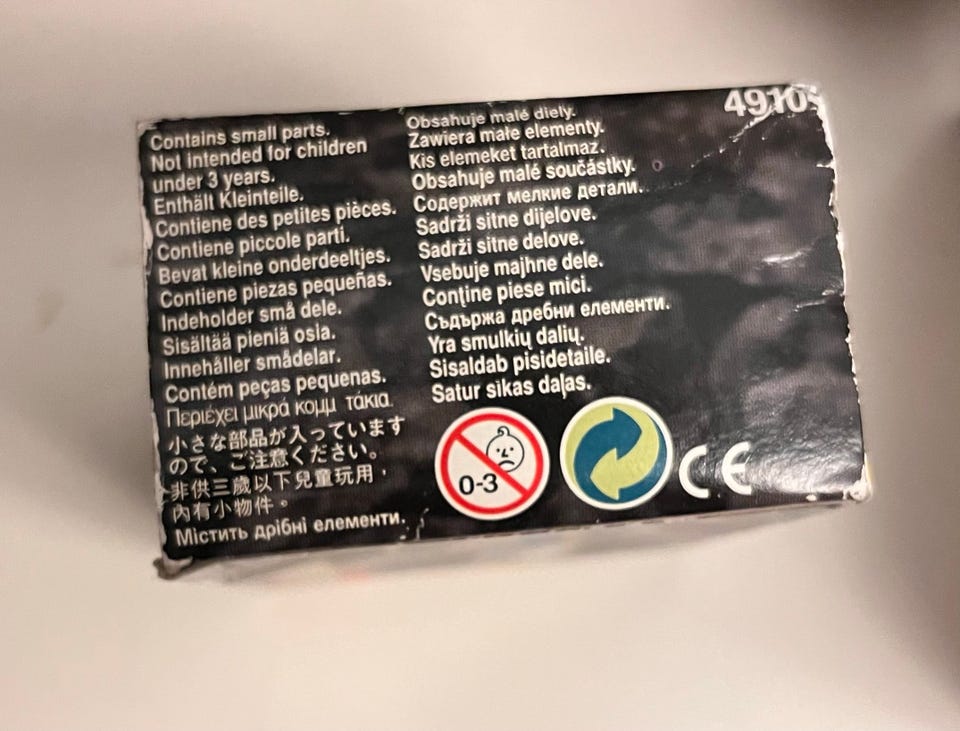 Contains small parts.
Not intended for children
under 3 years.
Enthält Kleinteile.
Contiene des petites pièces.
Contiene piccole parti.
Bevat kleine onderdeeltjes.
Contiene piezas pequeñas.
Indeholder små dele.
Sisältää pieniä osia.
Innehåller smådelar.
Contém peças pequenas.
Περιέχει μικρά κομμ τάκια.
小さな部品が入っています
ので、ご注意ください。
非供三歲以下兒童玩用，
內有小物件。
Містить дрібні елементи.
Obsahuje malé diely.
Zawiera małe elementy.
Kis elemeket tartalmaz.
Obsahuje malé součástky.
Содержит мелкие детали.
Sadrži sitne dijelove.
Sadrži sitne delove.
Vsebuje majhne dele.
Conţine piese mici.
Съдържа дребни елементи.
Yra smulkių dalių.
Sisaldab pisidetaile.
Satur sīkas daļas.
0-3
CE